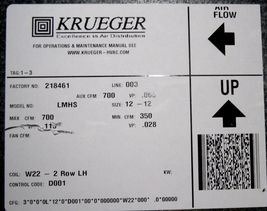 KRUEGER
Excellence in Air Distribution
FOR OPERATIONS & MAINTENANCE MANUAL SEE
WWW.KRUEGER-HVAC.COM
AIR
FLOW
TAG: 1-3
FACTORY NO: 218461 LINE: 003
AUX CFM 700 VP:
MODEL NO: LMHS SIZE: 12-12
MAX CFM 700 MIN CFM 350
VP: .028
FAN CFM:
UP
COIL: W22 - 2 Row LH KW:
CONTROL CODE: D001